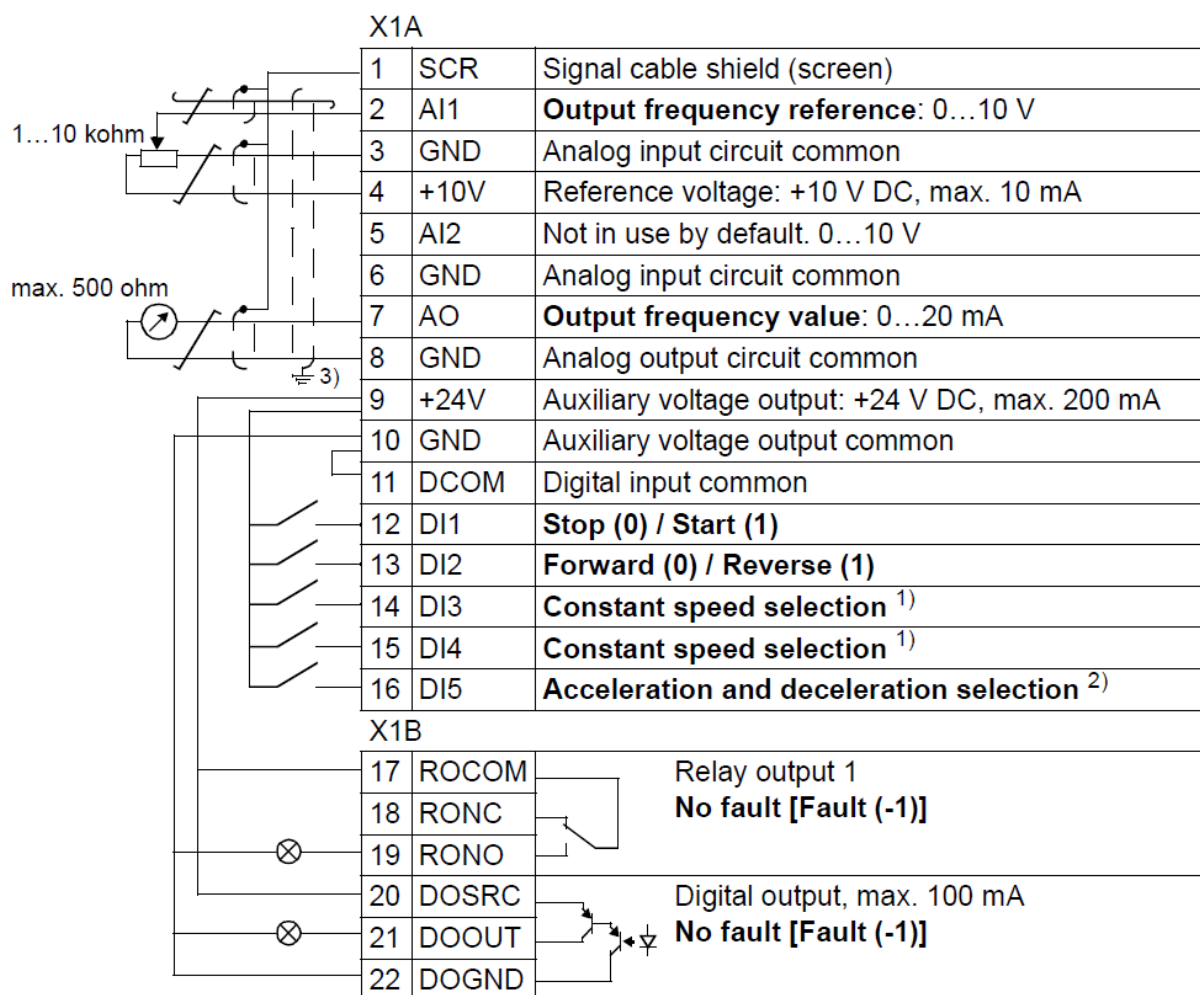 X1A
1 SCR Signal cable shield (screen)
2 AI1 Output frequency reference: 0…10 V
1…10 kohm
3 GND Analog input circuit common
4 +10V Reference voltage: +10 V DC, max. 10 mA
5 AI2 Not in use by default. 0…10 V
6 GND Analog input circuit common
max. 500 ohm
7 AO Output frequency value: 0…20 mA
8 GND Analog output circuit common
3)
9 +24V Auxiliary voltage output: +24 V DC, max. 200 mA
10 GND Auxiliary voltage output common
11 DCOM Digital input common
12 DI1 Stop (0) / Start (1)
13 DI2 Forward (0) / Reverse (1)
14 DI3 Constant speed selection 1)
15 DI4 Constant speed selection 1)
16 DI5 Acceleration and deceleration selection 2)
X1B
17 ROCOM Relay output 1
18 RONC No fault [Fault (-1)]
19 RONO
20 DOSRC Digital output, max. 100 mA
21 DOOUT No fault [Fault (-1)]
22 DOGND